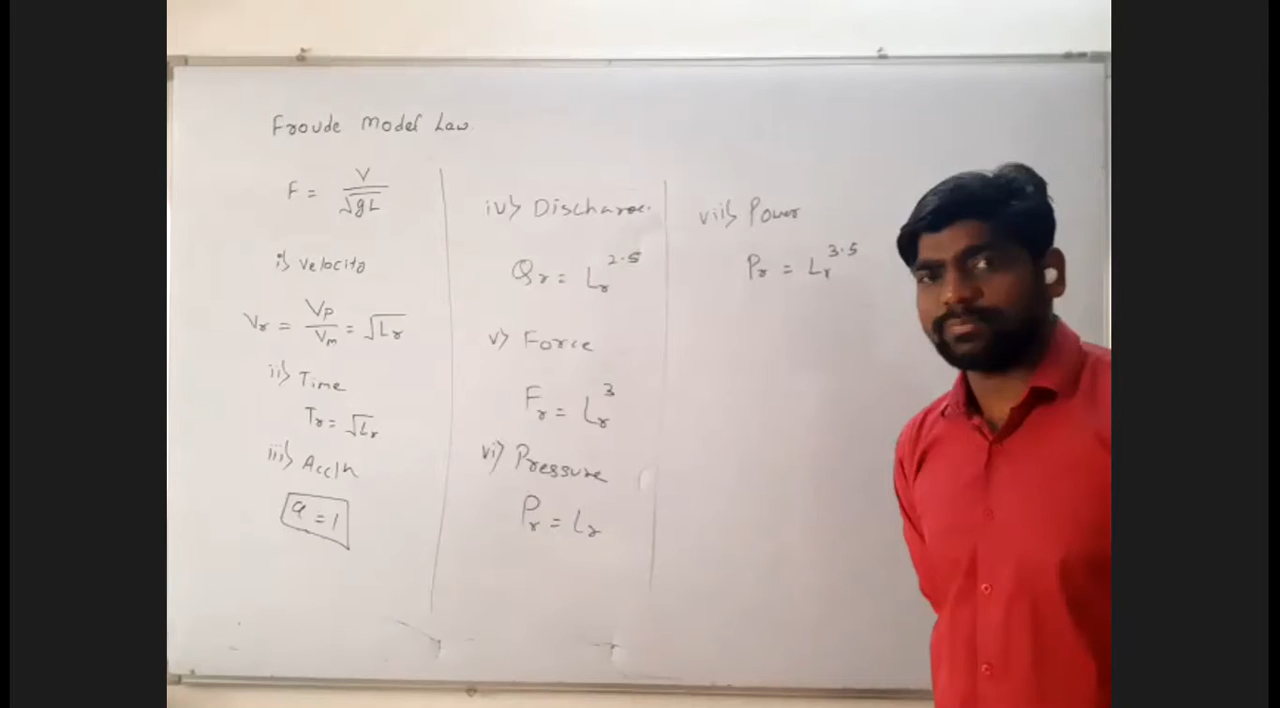 Froude Model Law
F = V / √gL
i) Velocity
Vr = Vp / Vm = √Lr
ii) Time
Tr = √Lr
iii) Accln
a = 1
iv) Discharge.
Qr = Lr^2.5
v) Force
Fr = Lr^3
vi) Pressure
Pr = Lr
vii) Power
Pr = Lr^3.5